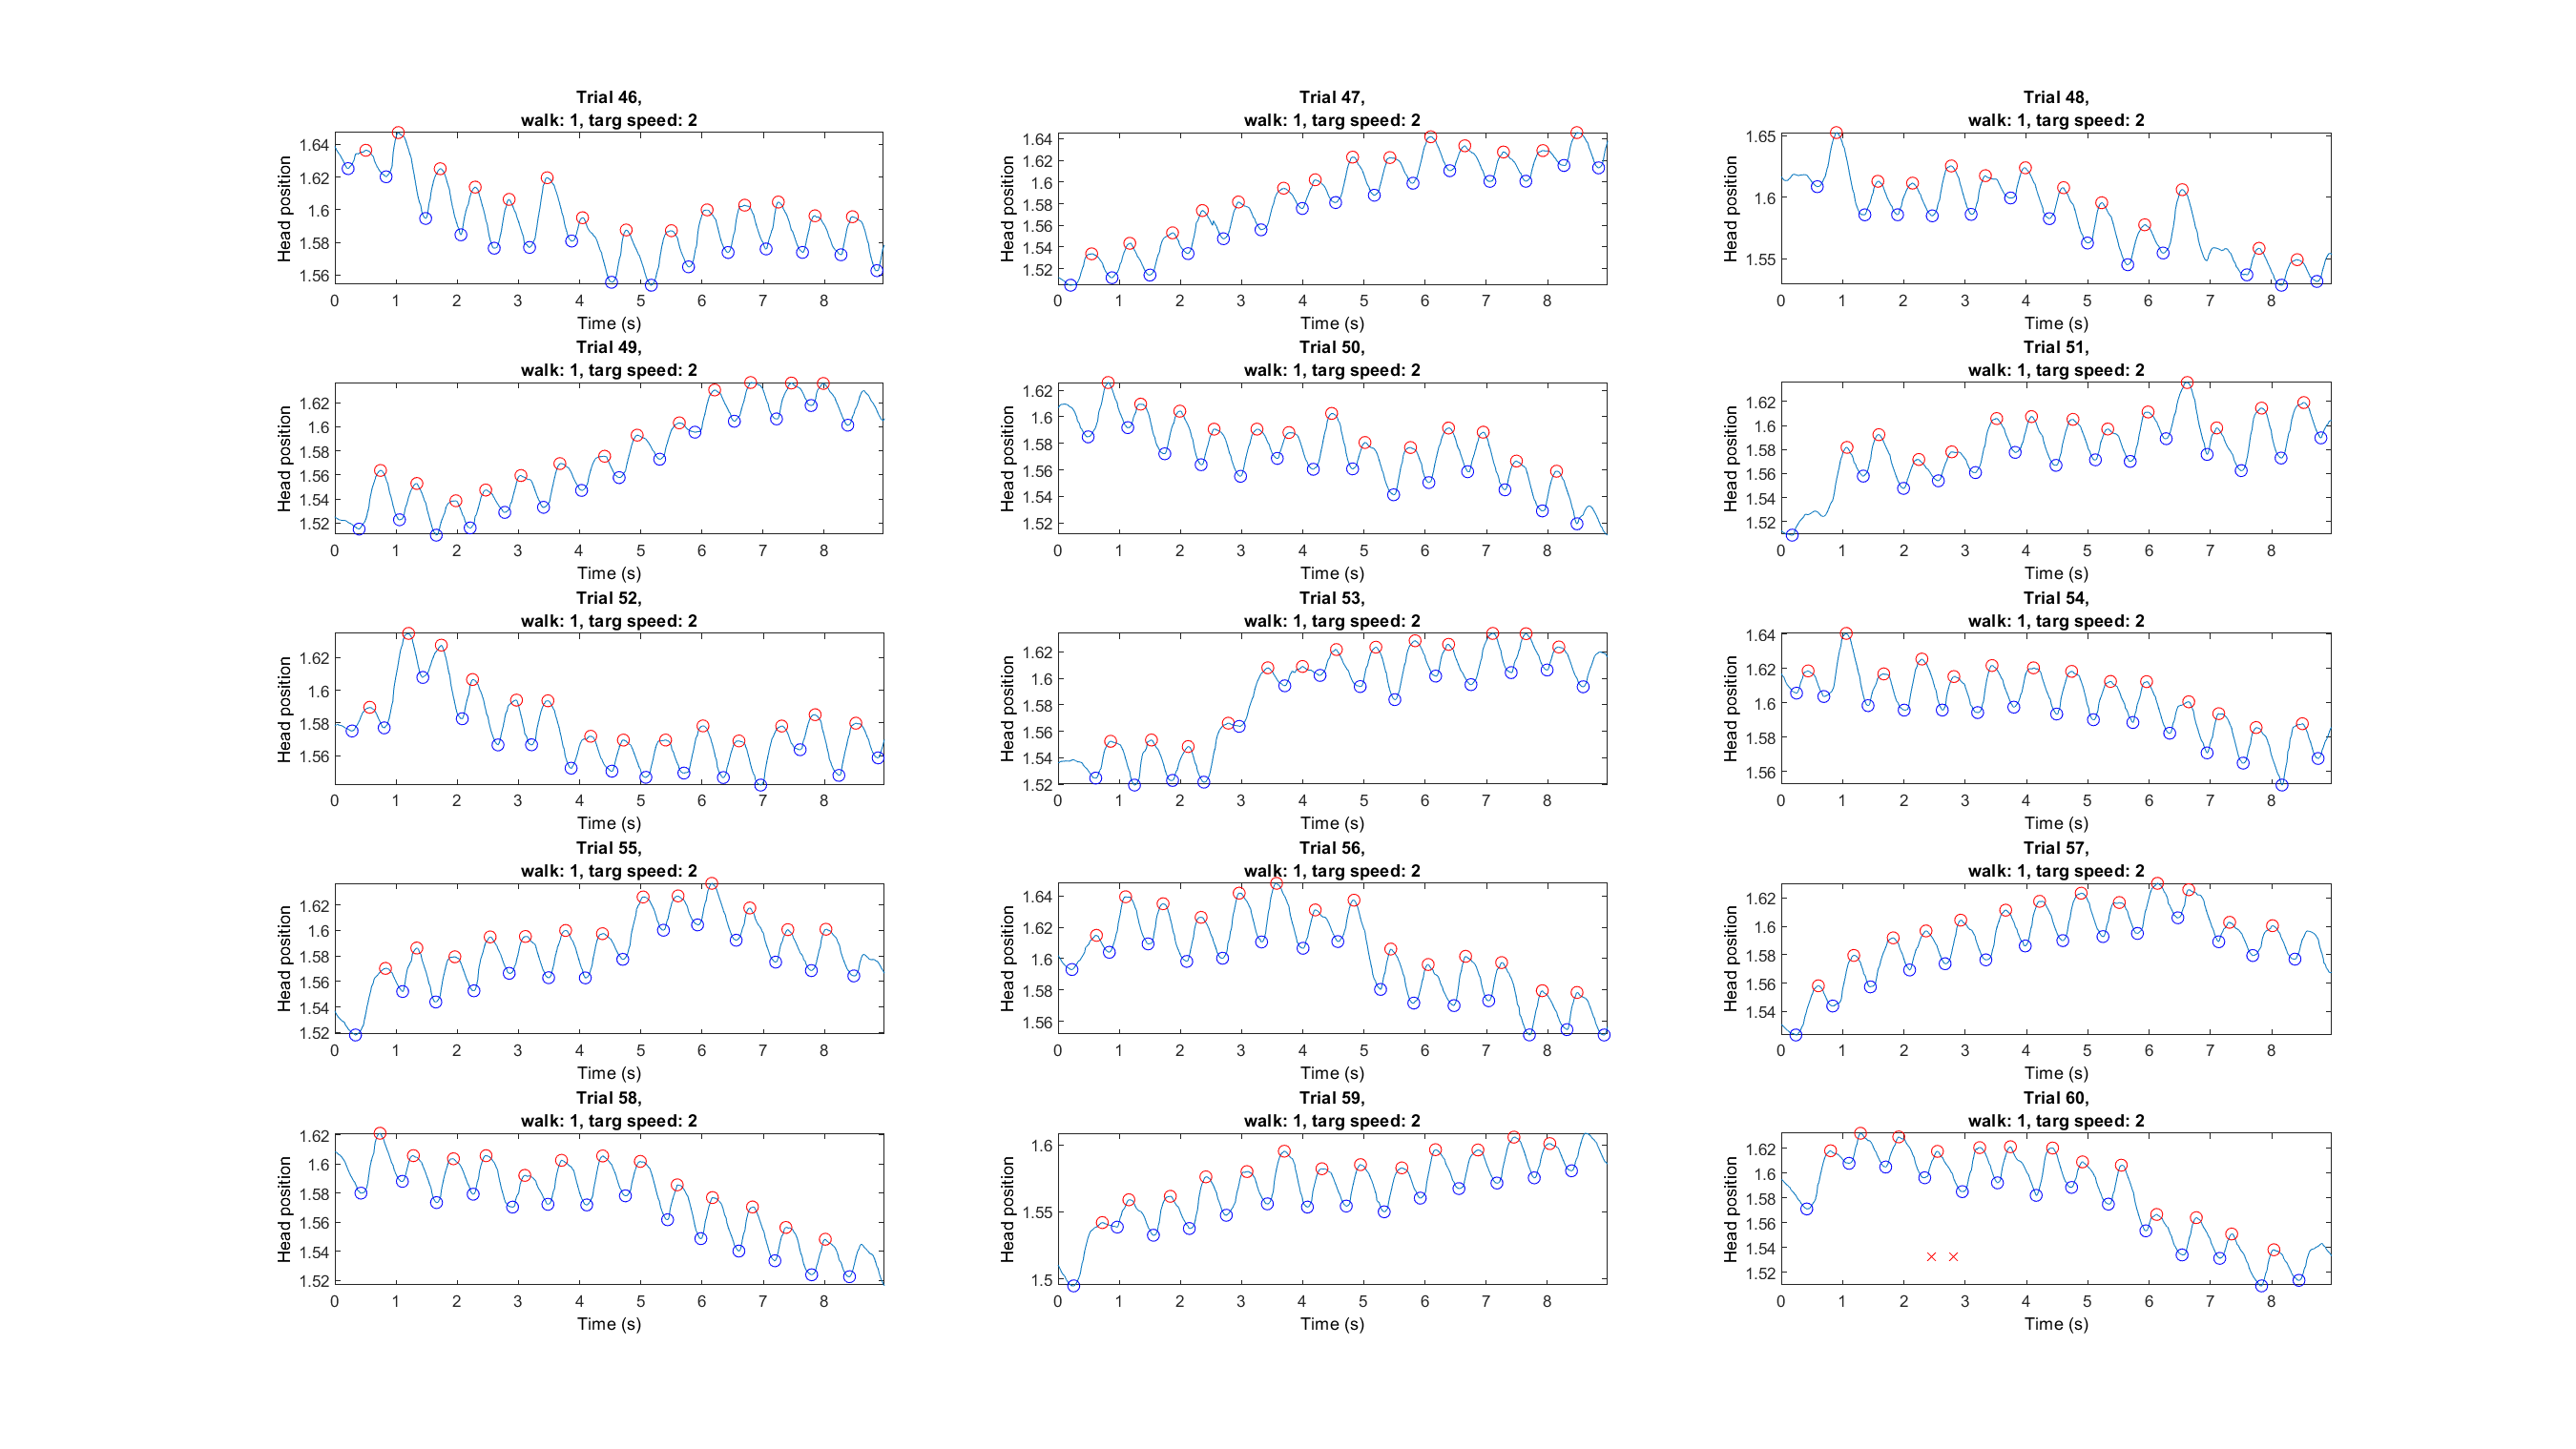 Trial 46,
walk: 1, targ speed: 2
Head position
1.64
1.62
1.6
1.58
1.56
0 1 2 3 4 5 6 7 8
Time (s)
Trial 47,
walk: 1, targ speed: 2
Head position
1.64
1.62
1.6
1.58
1.56
1.54
1.52
0 1 2 3 4 5 6 7 8
Time (s)
Trial 48,
walk: 1, targ speed: 2
Head position
1.65
1.6
1.55
0 1 2 3 4 5 6 7 8
Time (s)
Trial 49,
walk: 1, targ speed: 2
Head position
1.62
1.6
1.58
1.56
1.54
1.52
0 1 2 3 4 5 6 7 8
Time (s)
Trial 50,
walk: 1, targ speed: 2
Head position
1.62
1.6
1.58
1.56
1.54
1.52
0 1 2 3 4 5 6 7 8
Time (s)
Trial 51,
walk: 1, targ speed: 2
Head position
1.62
1.6
1.58
1.56
1.54
1.52
0 1 2 3 4 5 6 7 8
Time (s)
Trial 52,
walk: 1, targ speed: 2
Head position
1.62
1.6
1.58
1.56
0 1 2 3 4 5 6 7 8
Time (s)
Trial 53,
walk: 1, targ speed: 2
Head position
1.62
1.6
1.58
1.56
1.54
1.52
0 1 2 3 4 5 6 7 8
Time (s)
Trial 54,
walk: 1, targ speed: 2
Head position
1.64
1.62
1.6
1.58
1.56
0 1 2 3 4 5 6 7 8
Time (s)
Trial 55,
walk: 1, targ speed: 2
Head position
1.62
1.6
1.58
1.56
1.54
1.52
0 1 2 3 4 5 6 7 8
Time (s)
Trial 56,
walk: 1, targ speed: 2
Head position
1.64
1.62
1.6
1.58
1.56
0 1 2 3 4 5 6 7 8
Time (s)
Trial 57,
walk: 1, targ speed: 2
Head position
1.62
1.6
1.58
1.56
1.54
0 1 2 3 4 5 6 7 8
Time (s)
Trial 58,
walk: 1, targ speed: 2
Head position
1.62
1.6
1.58
1.56
1.54
1.52
0 1 2 3 4 5 6 7 8
Time (s)
Trial 59,
walk: 1, targ speed: 2
Head position
1.6
1.55
1.5
0 1 2 3 4 5 6 7 8
Time (s)
Trial 60,
walk: 1, targ speed: 2
Head position
1.62
1.6
1.58
1.56
1.54
1.52
0 1 2 3 4 5 6 7 8
Time (s)